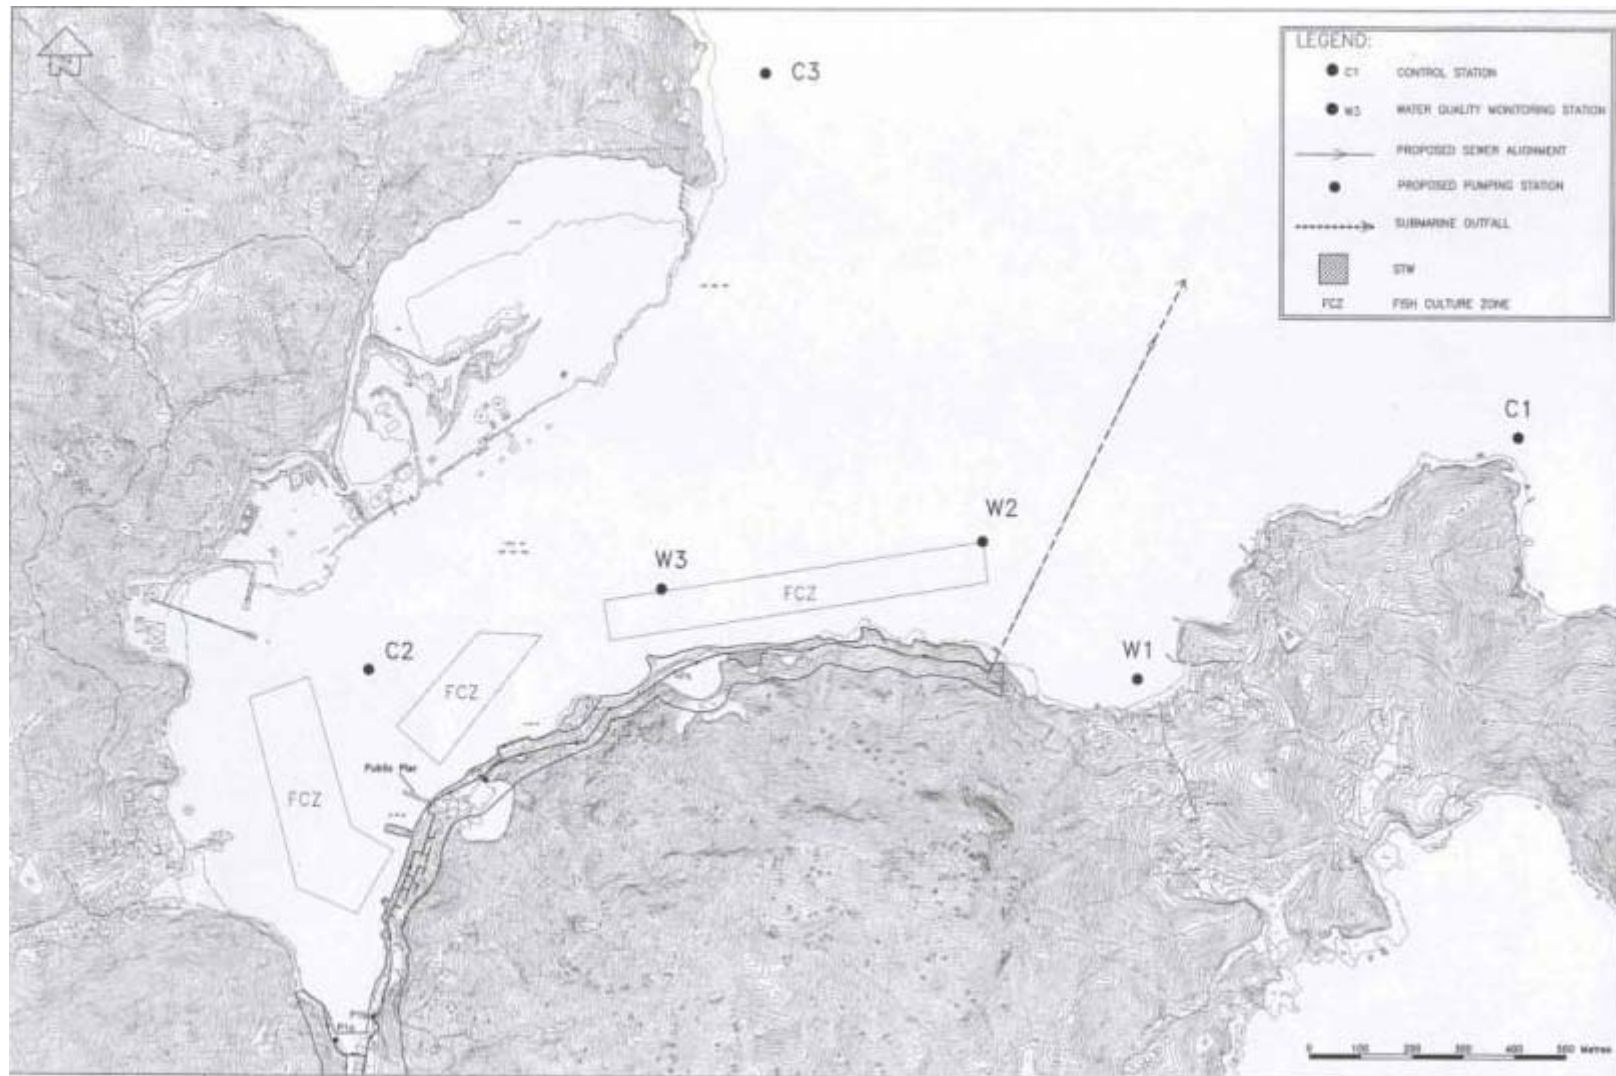 N
C3
LEGEND:
C1 CONTROL STATION
W3 WATER QUALITY MONITORING STATION
PROPOSED SEWER ALIGNMENT
PROPOSED PUMPING STATION
SUBMARINE OUTFALL
STW
FCZ FISH CULTURE ZONE
C1
W2
W3
FCZ
C2
W1
FCZ
Public Pier
FCZ
0 100 200 300 400 500 Metres